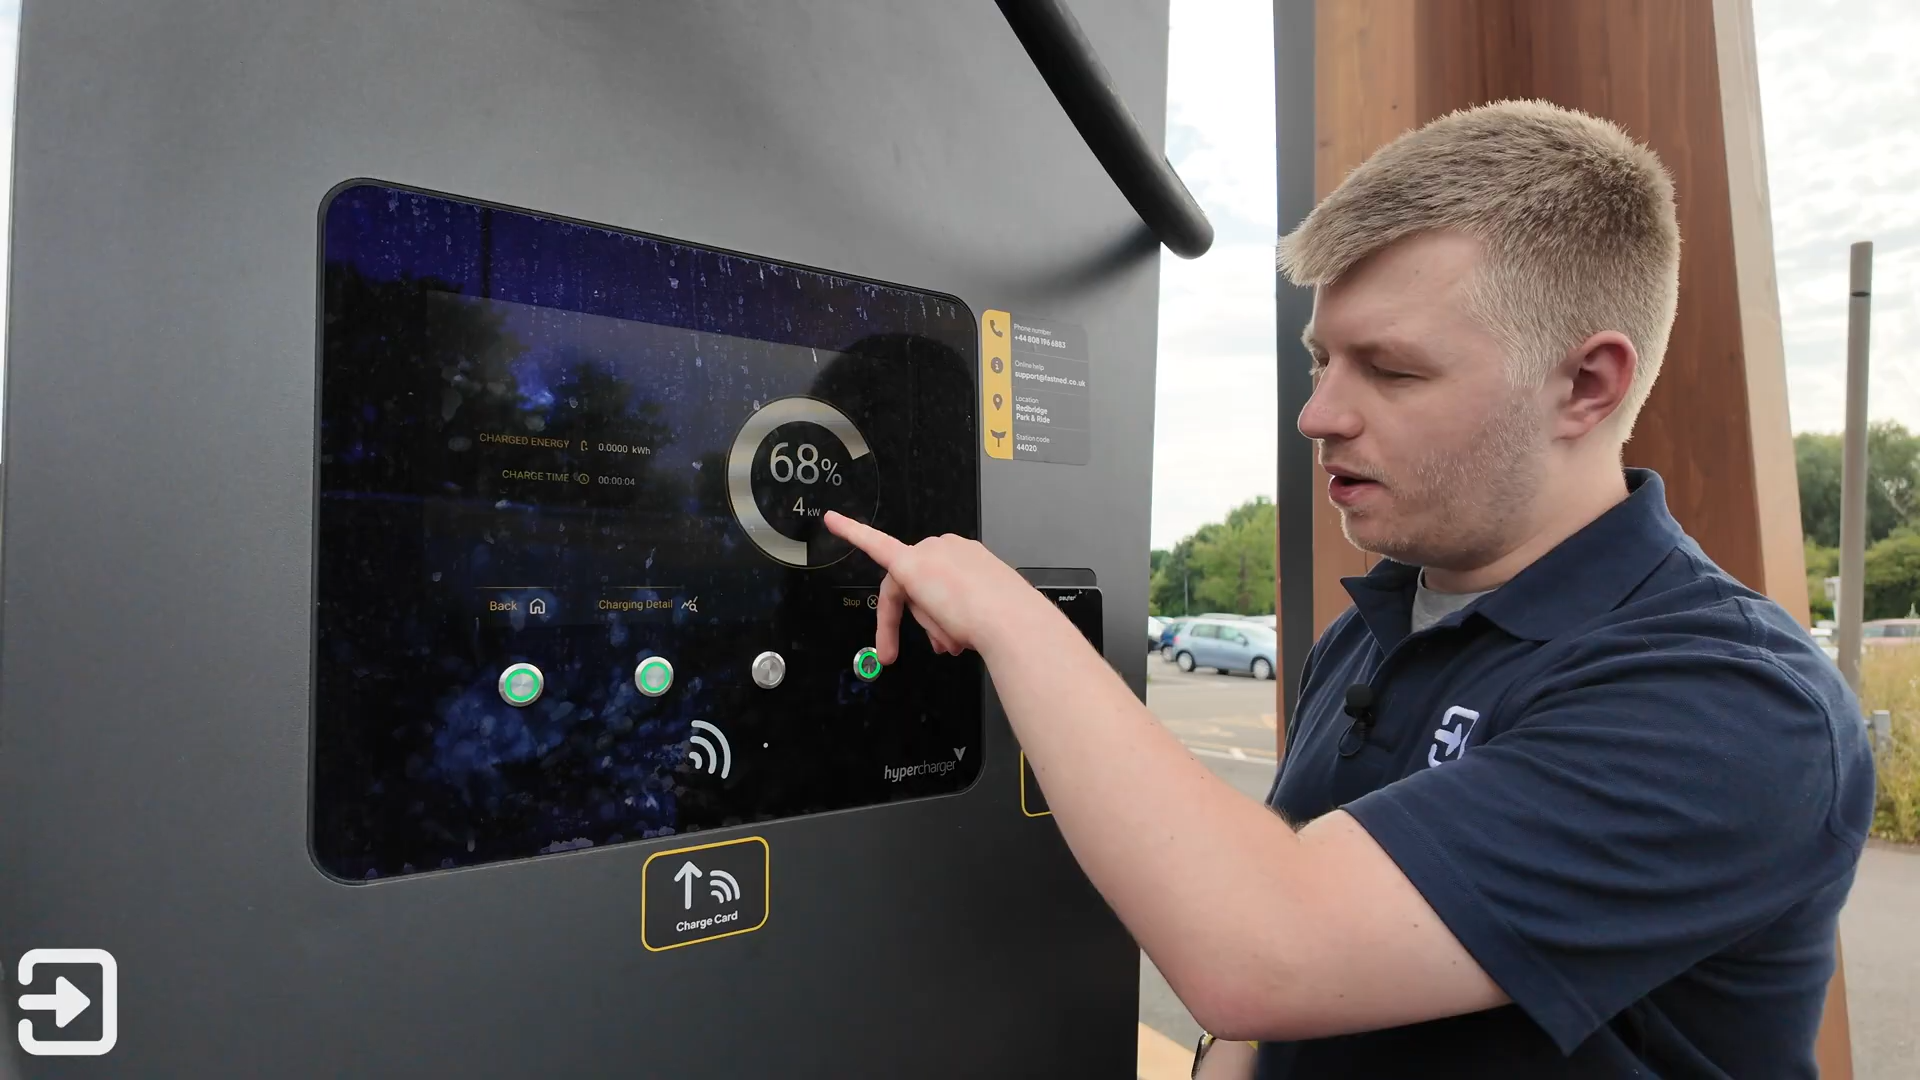 CHARGED ENERGY 0.0000 kWh
CHARGE TIME 00:00:04
68%
4 kW
Back
Charging Detail
Stop
hypercharger
Charge Card
Phone number
+44 808 196 6863
Online help
support@fastned.co.uk
Location
Redbridge
Park & Ride
Station code
44020
payter